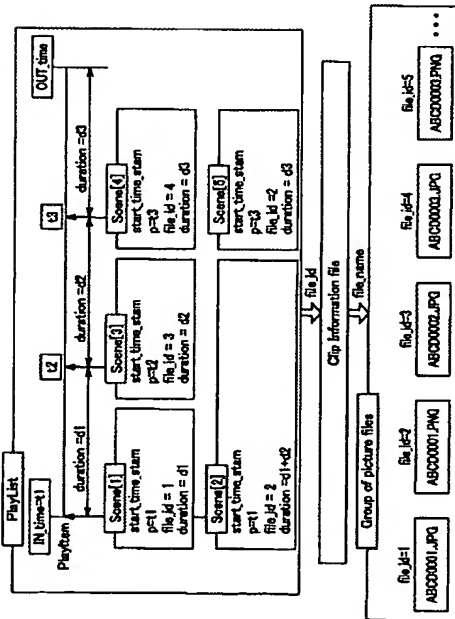 PlayList
IN_time=t1
t2
t3
OUT_time
PlayItem
duration =d1
duration =d2
duration =d3
Scene[1]
start_time_stam
p=t1
file_id = 1
duration = d1
Scene[3]
start_time_stam
p=t2
file_id = 3
duration = d2
Scene[4]
start_time_stam
p=t3
file_id = 4
duration = d3
Scene[2]
start_time_stam
p=t1
file_id = 2
duration =d1+d2
Scene[5]
start_time_stam
p=t3
file_id =2
duration = d3
file_id
Clip Information file
file_name
Group of picture files
file_id=1
file_id=2
file_id=3
file_id=4
file_id=5
ABCD0001.JPG
ABCD0001.PNG
ABCD0002.JPG
ABCD0003.JPG
ABCD0003.PNG
...